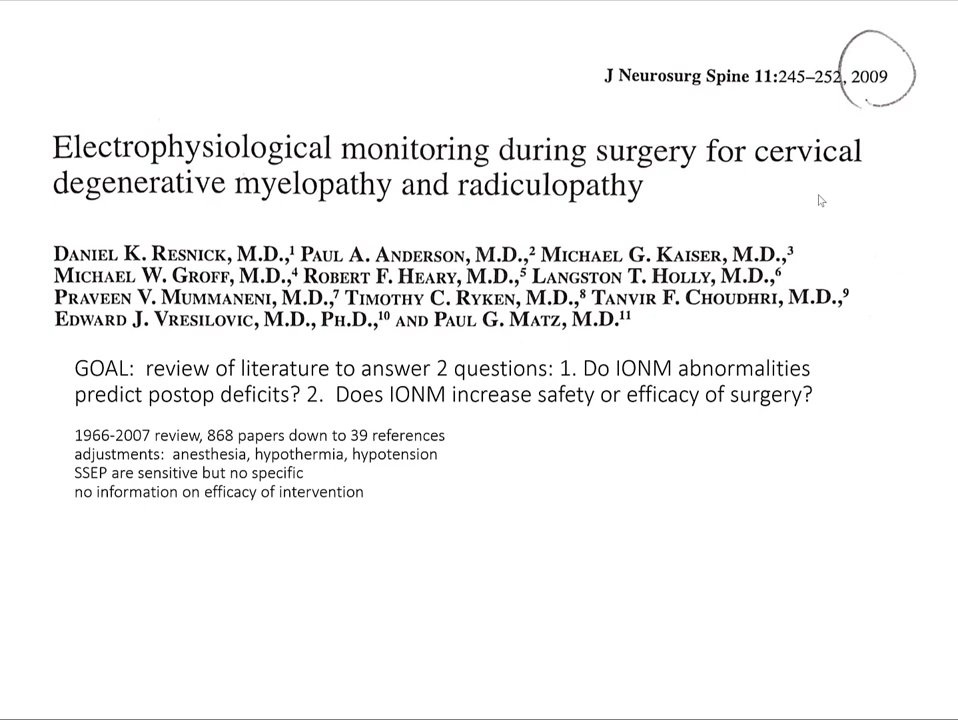 J Neurosurg Spine 11:245–252, 2009
Electrophysiological monitoring during surgery for cervical
degenerative myelopathy and radiculopathy
DANIEL K. RESNICK, M.D.,1 PAUL A. ANDERSON, M.D.,2 MICHAEL G. KAISER, M.D.,3
MICHAEL W. GROFF, M.D.,4 ROBERT F. HEARY, M.D.,5 LANGSTON T. HOLLY, M.D.,6
PRAVEEN V. MUMMANENI, M.D.,7 TIMOTHY C. RYKEN, M.D.,8 TANVIR F. CHOUDHRI, M.D.,9
EDWARD J. VRESILOVIC, M.D., PH.D.,10 AND PAUL G. MATZ, M.D.11
GOAL: review of literature to answer 2 questions: 1. Do IONM abnormalities
predict postop deficits? 2. Does IONM increase safety or efficacy of surgery?
1966-2007 review, 868 papers down to 39 references
adjustments: anesthesia, hypothermia, hypotension
SSEP are sensitive but no specific
no information on efficacy of intervention